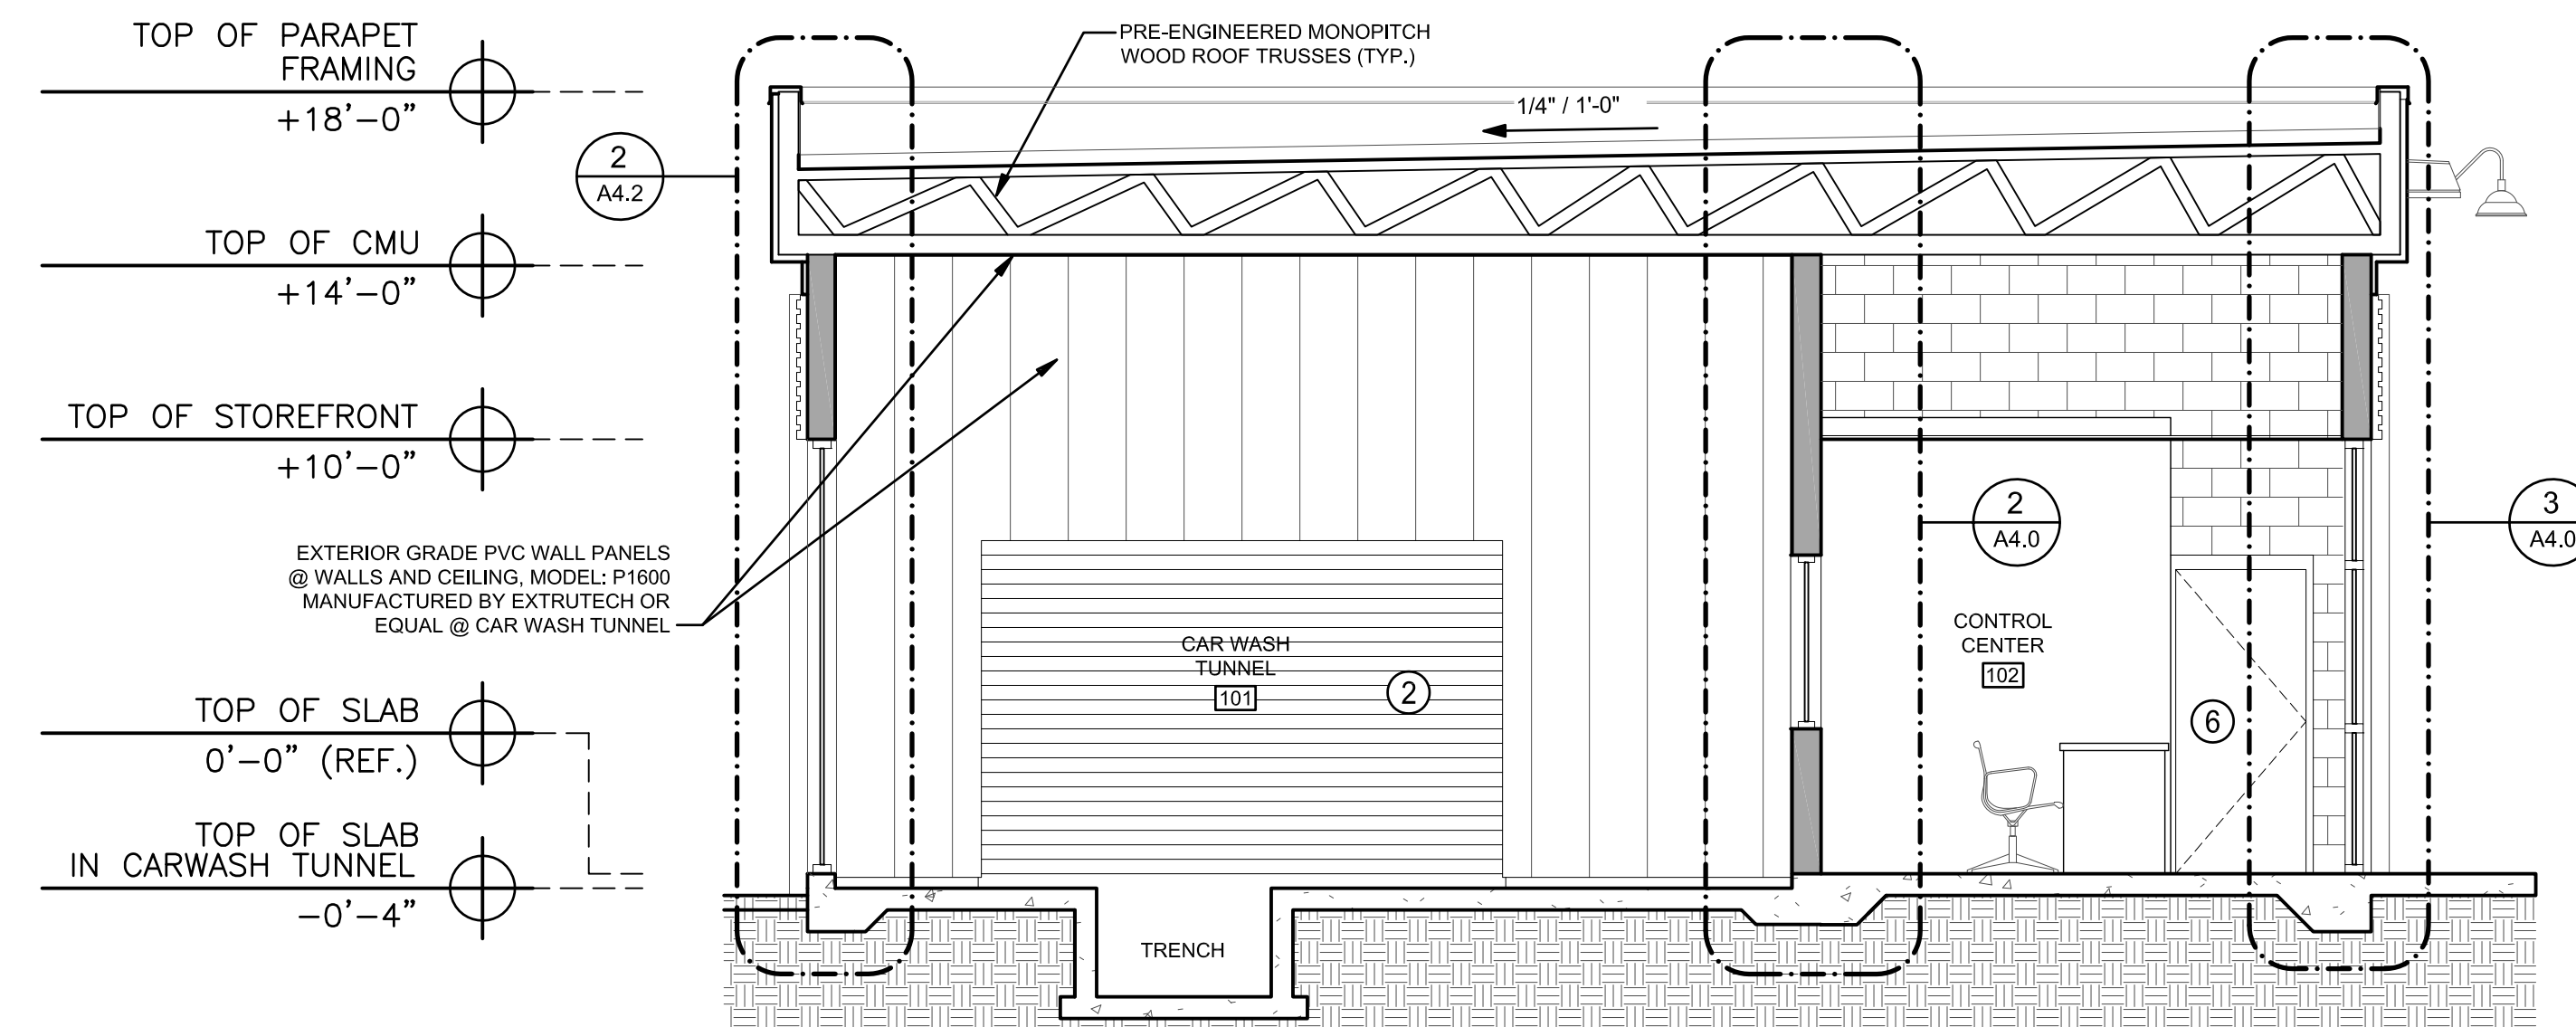 TOP OF PARAPET
FRAMING
+18'-0"
TOP OF CMU
+14'-0"
TOP OF STOREFRONT
+10'-0"
EXTERIOR GRADE PVC WALL PANELS
@ WALLS AND CEILING, MODEL: P1600
MANUFACTURED BY EXTRUTECH OR
EQUAL @ CAR WASH TUNNEL
TOP OF SLAB
0'-0" (REF.)
TOP OF SLAB
IN CARWASH TUNNEL
-0'-4"
2
A4.2
PRE-ENGINEERED MONOPITCH
WOOD ROOF TRUSSES (TYP.)
1/4" / 1'-0"
CAR WASH
TUNNEL
101
2
TRENCH
2
A4.0
CONTROL
CENTER
102
6
3
A4.0